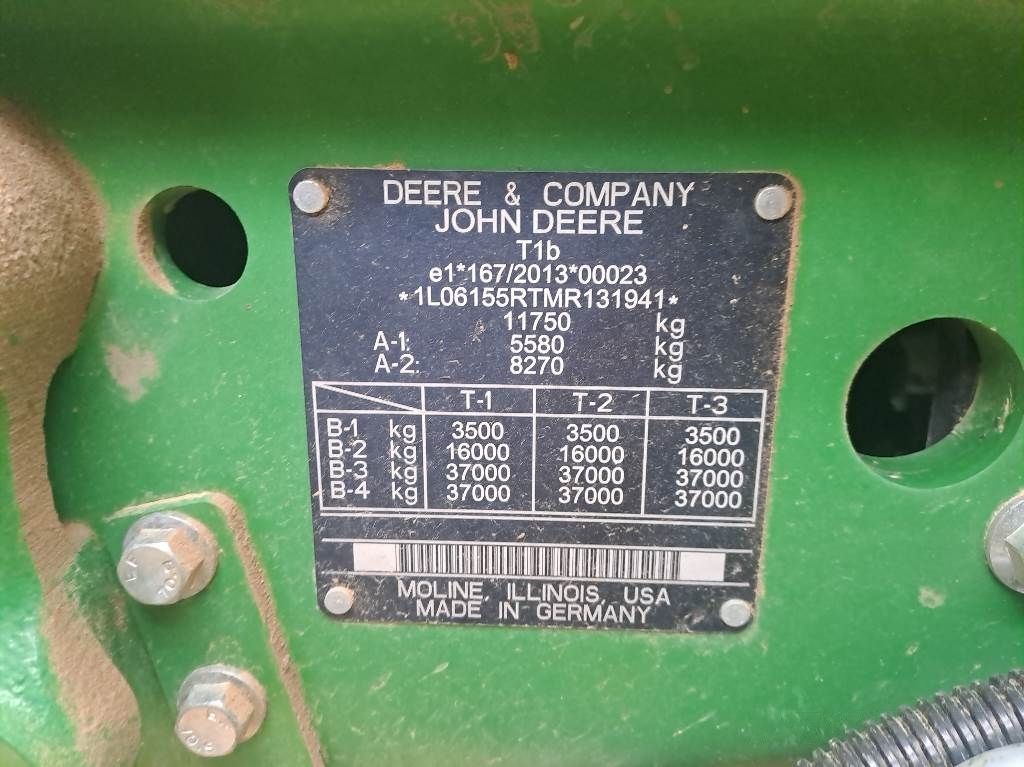 DEERE & COMPANY
JOHN DEERE
T1b
e1*167/2013*00023
*1L06155RTMR131941*
11750 kg
A-1: 5580 kg
A-2: 8270 kg
T-1 T-2 T-3
B-1 kg 3500 3500 3500
B-2 kg 16000 16000 16000
B-3 kg 37000 37000 37000
B-4 kg 37000 37000 37000
MOLINE, ILLINOIS, USA
MADE IN GERMANY